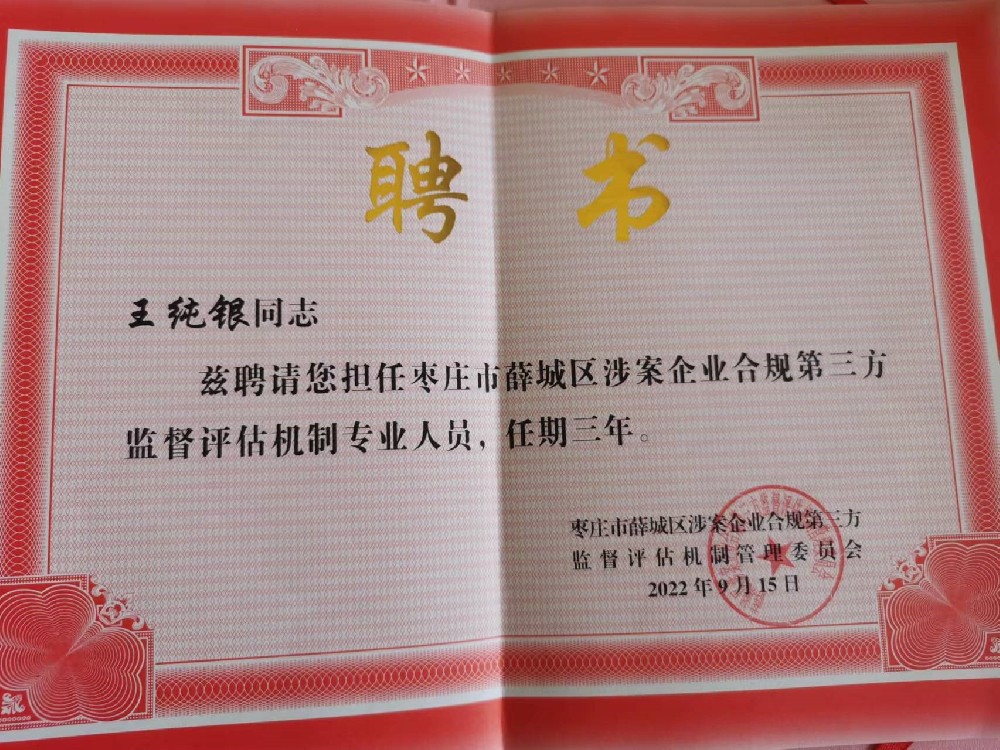 聘书
王纯银同志
兹聘请您担任枣庄市薛城区涉案企业合规第三方
监督评估机制专业人员，任期三年。
枣庄市薛城区涉案企业合规第三方
监督评估机制管理委员会
2022年9月15日